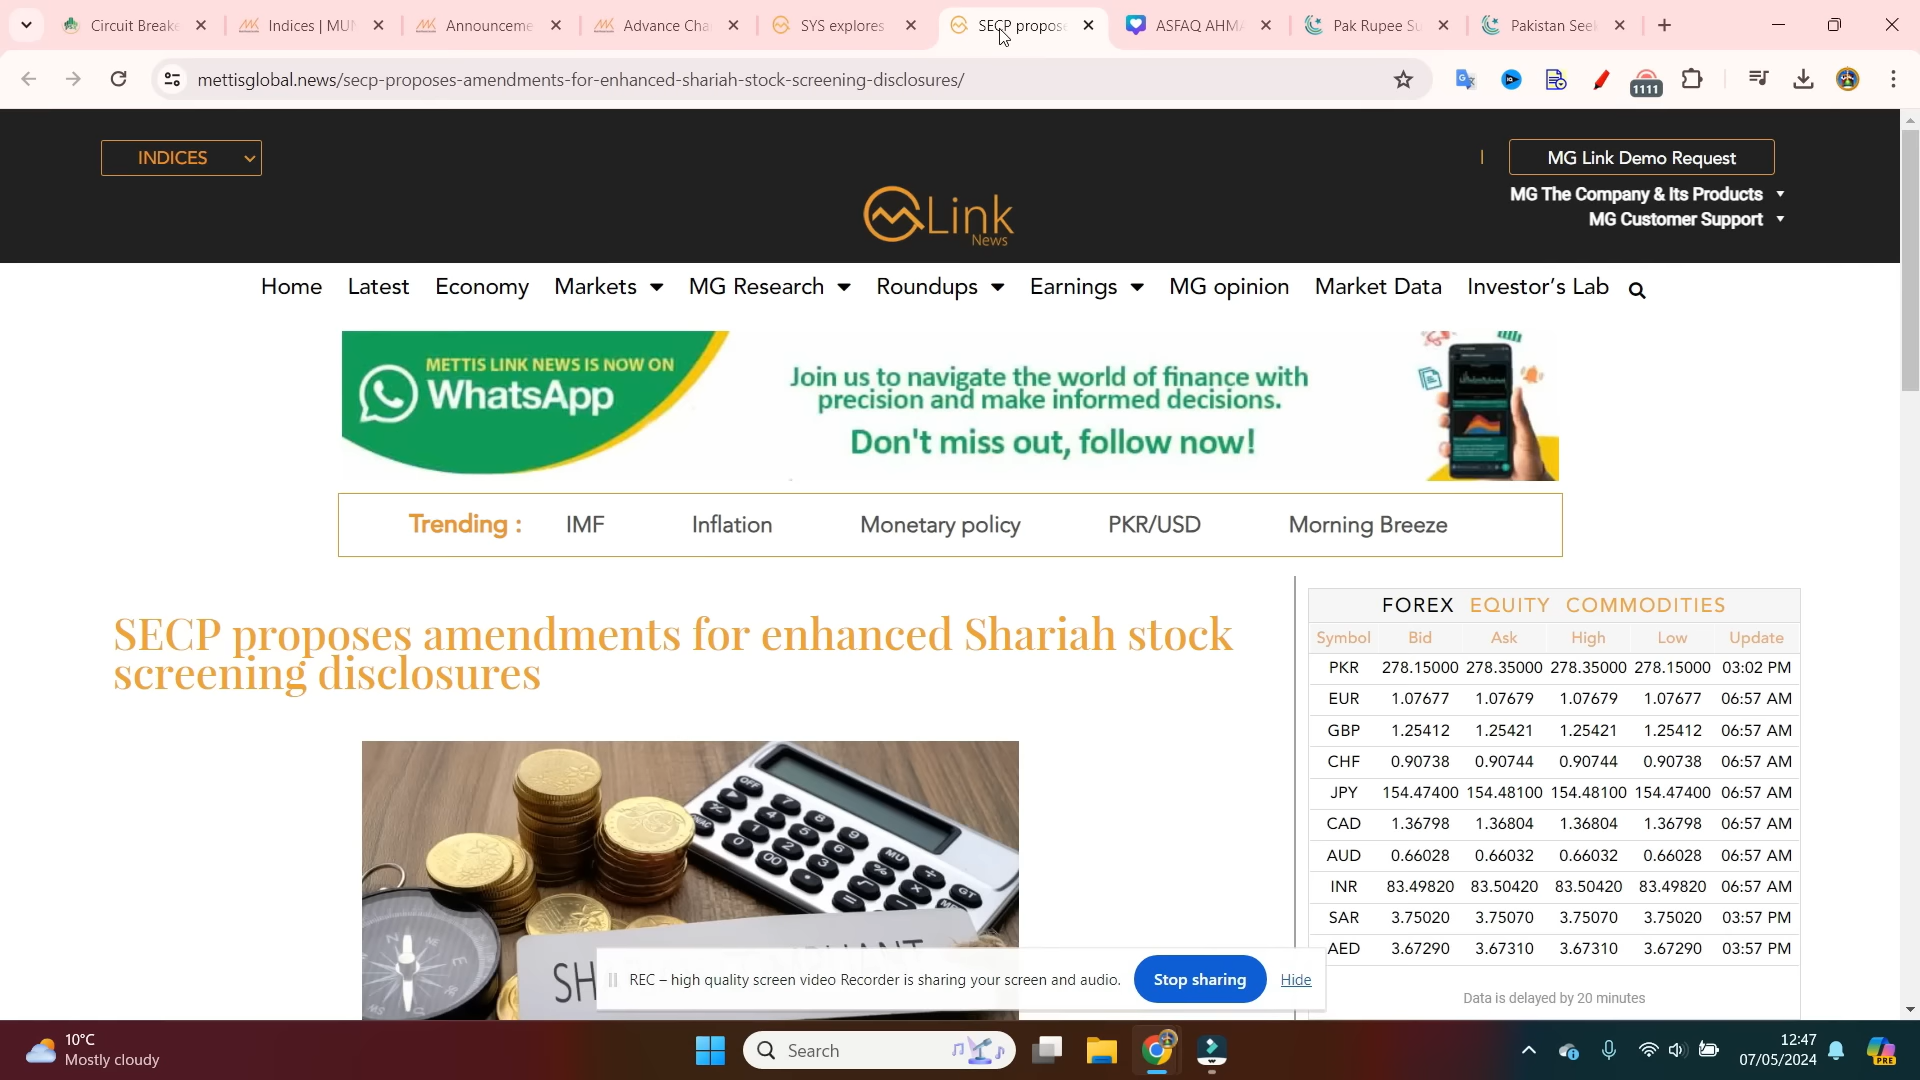 Circuit Breake
Indices | MUN
Announceme
Advance Cha
SYS explores
SECP propose
ASFAQ AHMA
Pak Rupee Su
Pakistan Seek
mettisglobal.news/secp-proposes-amendments-for-enhanced-shariah-stock-screening-disclosures/
1111
INDICES
MG Link Demo Request
MG The Company & Its Products
MG Customer Support
Link
News
Home Latest Economy Markets MG Research Roundups Earnings MG opinion Market Data Investor’s Lab
METTIS LINK NEWS IS NOW ON
WhatsApp
Join us to navigate the world of finance with
precision and make informed decisions.
Don't miss out, follow now!
Trending : IMF Inflation Monetary policy PKR/USD Morning Breeze
SECP proposes amendments for enhanced Shariah stock
screening disclosures
FOREX EQUITY COMMODITIES
Symbol Bid Ask High Low Update
PKR 278.15000 278.35000 278.35000 278.15000 03:02 PM
EUR 1.07677 1.07679 1.07679 1.07677 06:57 AM
GBP 1.25412 1.25421 1.25421 1.25412 06:57 AM
CHF 0.90738 0.90744 0.90744 0.90738 06:57 AM
JPY 154.47400 154.48100 154.48100 154.47400 06:57 AM
CAD 1.36798 1.36804 1.36804 1.36798 06:57 AM
AUD 0.66028 0.66032 0.66032 0.66028 06:57 AM
INR 83.49820 83.50420 83.50420 83.49820 06:57 AM
SAR 3.75020 3.75070 3.75070 3.75020 03:57 PM
AED 3.67290 3.67310 3.67310 3.67290 03:57 PM
Data is delayed by 20 minutes
SH
REC – high quality screen video Recorder is sharing your screen and audio.
Stop sharing
Hide
10°C
Mostly cloudy
Search
12:47
07/05/2024
PRE